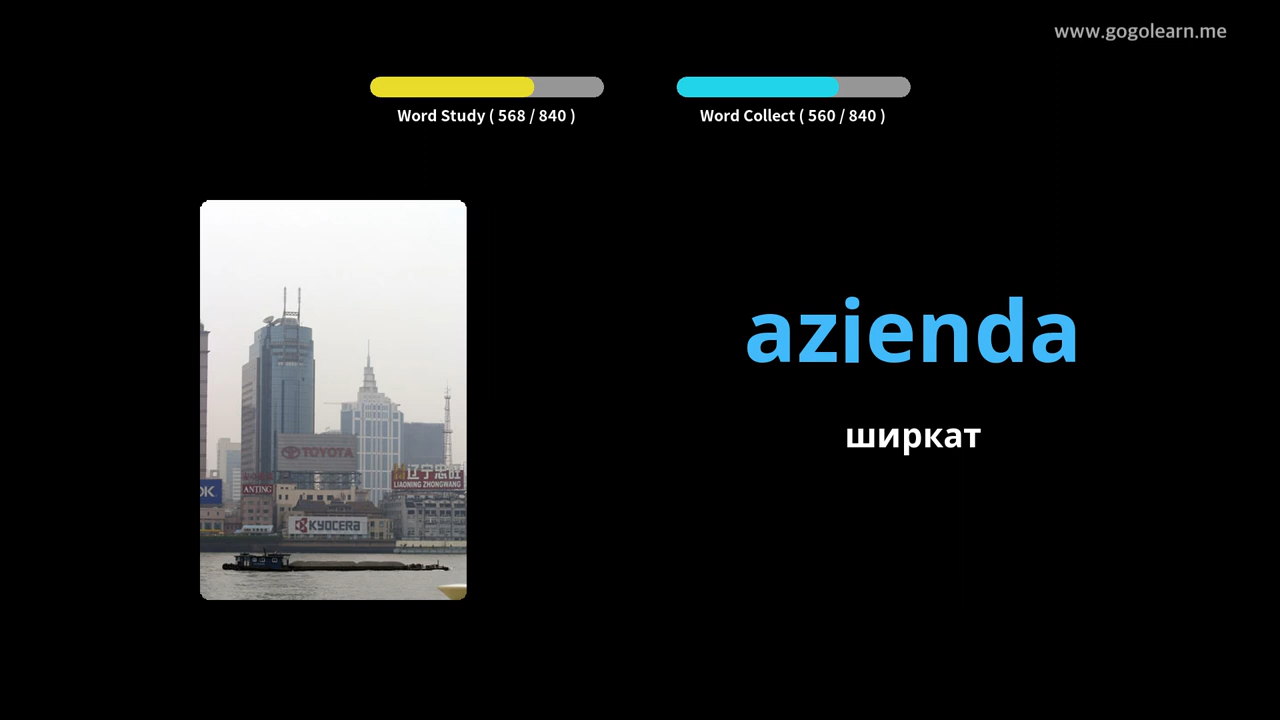 www.gogolearn.me
Word Study ( 568 / 840 )
Word Collect ( 560 / 840 )
azienda
ширкат
TOYOTA
OK
ANTING
辽宁忠旺
LIAONING ZHONGWANG
KYOCERA